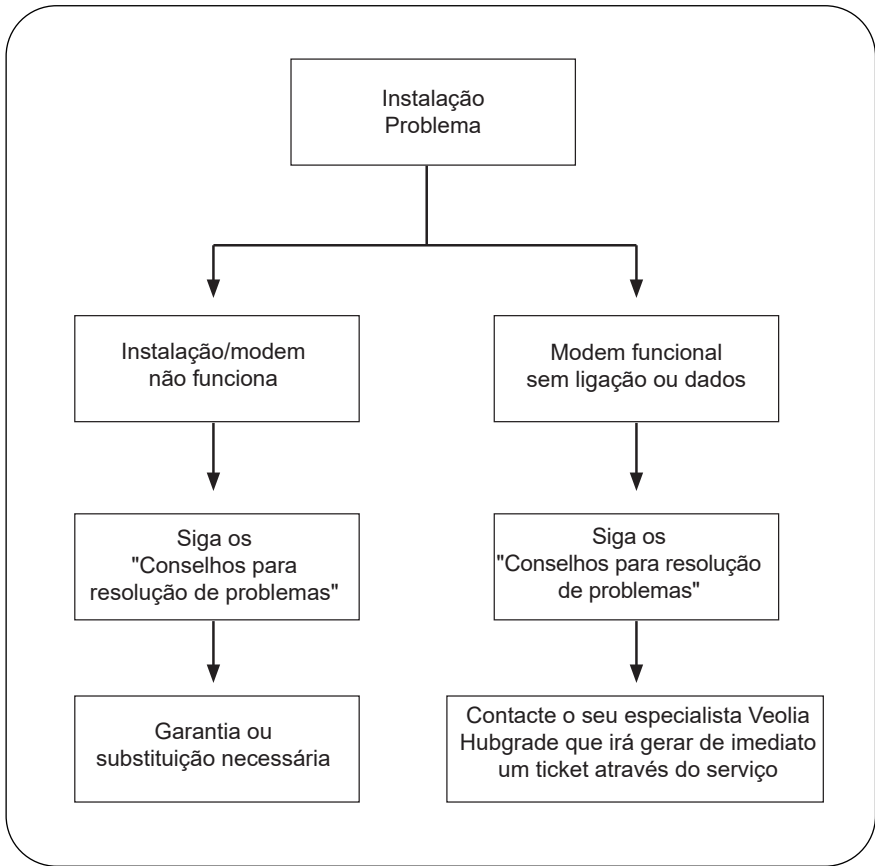 Instalação
Problema
Instalação/modem
não funciona
Modem funcional
sem ligação ou dados
Siga os
"Conselhos para
resolução de problemas"
Siga os
"Conselhos para resolução
de problemas"
Garantia ou
substituição necessária
Contacte o seu especialista Veolia
Hubgrade que irá gerar de imediato
um ticket através do serviço